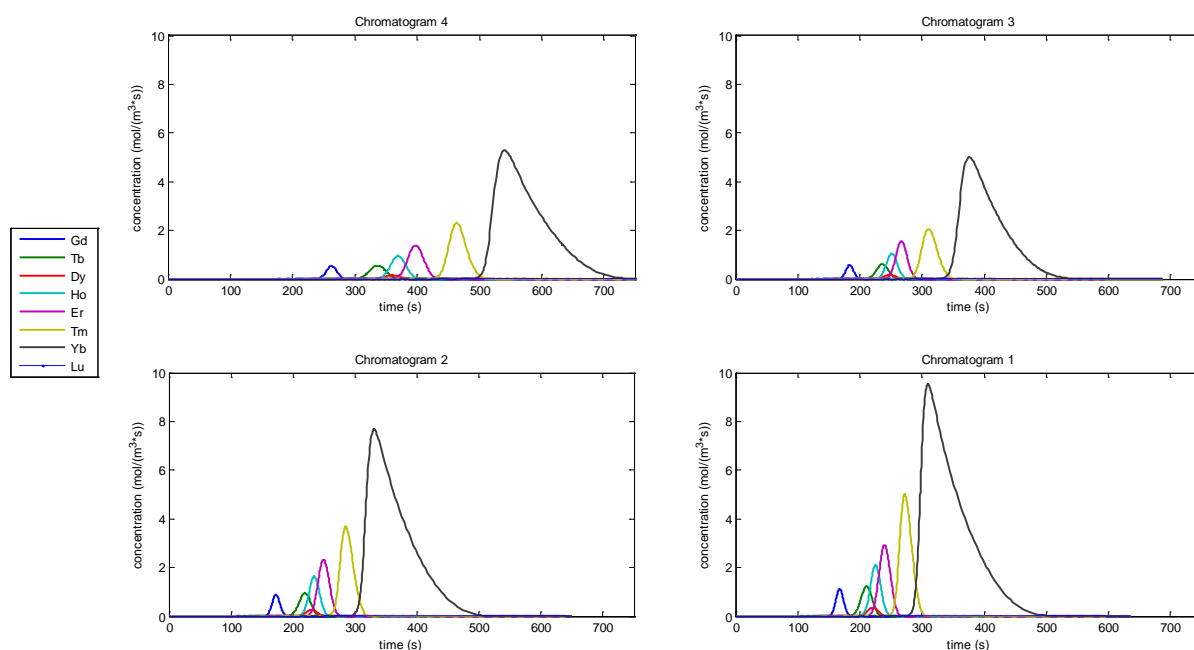 Chromatogram 4
10
8
6
4
2
0
concentration (mol/(m³*s))
0 100 200 300 400 500 600 700
time (s)
Chromatogram 3
10
8
6
4
2
0
concentration (mol/(m³*s))
0 100 200 300 400 500 600 700
time (s)
Gd
Tb
Dy
Ho
Er
Tm
Yb
Lu
Chromatogram 2
10
8
6
4
2
0
concentration (mol/(m³*s))
0 100 200 300 400 500 600 700
time (s)
Chromatogram 1
10
8
6
4
2
0
concentration (mol/(m³*s))
0 100 200 300 400 500 600 700
time (s)